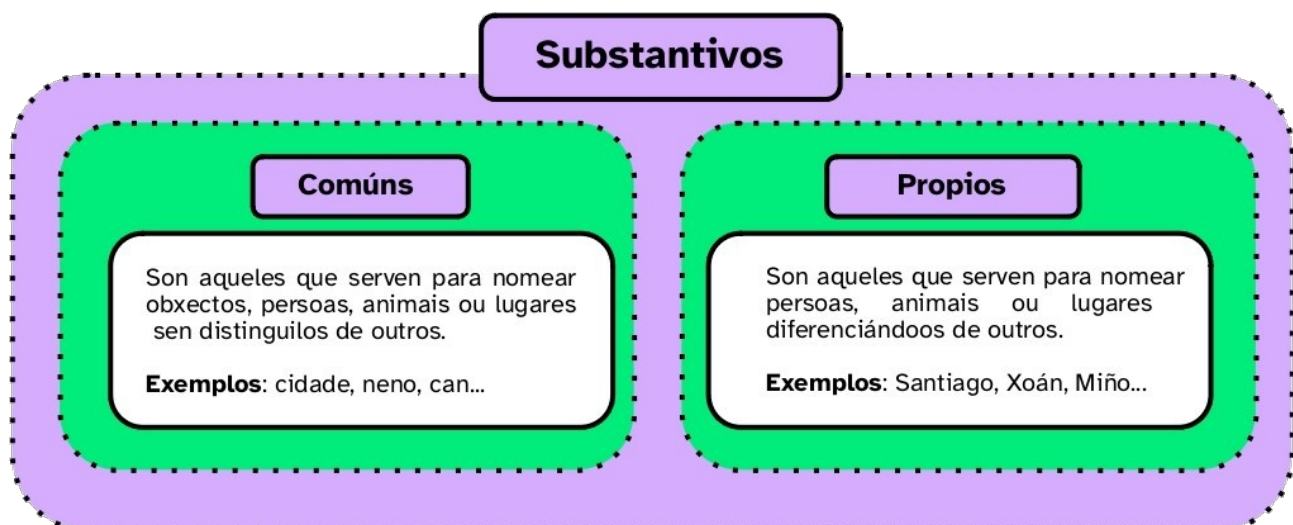 Substantivos
Comúns
Son aqueles que serven para nomear
obxectos, persoas, animais ou lugares
sen distinguilos de outros.
Exemplos: cidade, neno, can...
Propios
Son aqueles que serven para nomear
persoas, animais ou lugares
diferenciándoos de outros.
Exemplos: Santiago, Xoán, Miño...